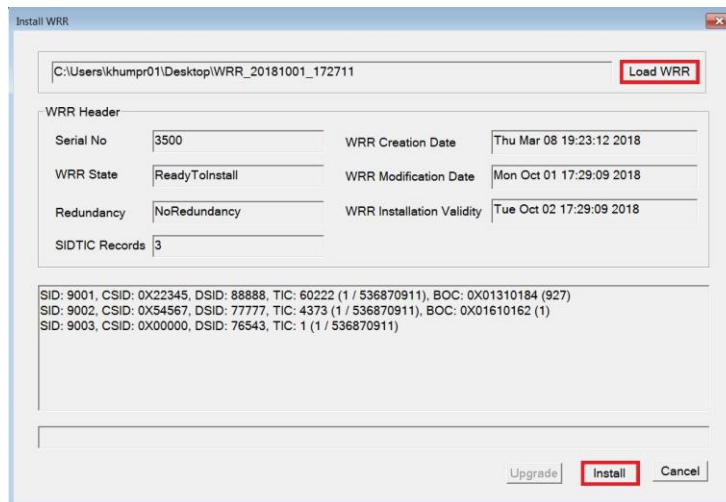 Install WRR
C:\Users\khumpr01\Desktop\WRR_20181001_172711 Load WRR
WRR Header
Serial No 3500 WRR Creation Date Thu Mar 08 19:23:12 2018
WRR State ReadyToInstall WRR Modification Date Mon Oct 01 17:29:09 2018
Redundancy NoRedundancy WRR Installation Validity Tue Oct 02 17:29:09 2018
SIDTIC Records 3
SID: 9001, CSID: 0X22345, DSID: 88888, TIC: 60222 (1 / 536870911), BOC: 0X01310184 (927)
SID: 9002, CSID: 0X54567, DSID: 77777, TIC: 4373 (1 / 536870911), BOC: 0X01610162 (1)
SID: 9003, CSID: 0X00000, DSID: 76543, TIC: 1 (1 / 536870911)
Upgrade Install Cancel